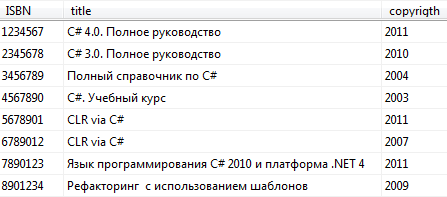 ISBN title copyriqth
1234567 C# 4.0. Полное руководство 2011
2345678 C# 3.0. Полное руководство 2010
3456789 Полный справочник по C# 2004
4567890 C#. Учебный курс 2003
5678901 CLR via C# 2011
6789012 CLR via C# 2007
7890123 Язык программирования C# 2010 и платформа .NET 4 2011
8901234 Рефакторинг с использованием шаблонов 2009